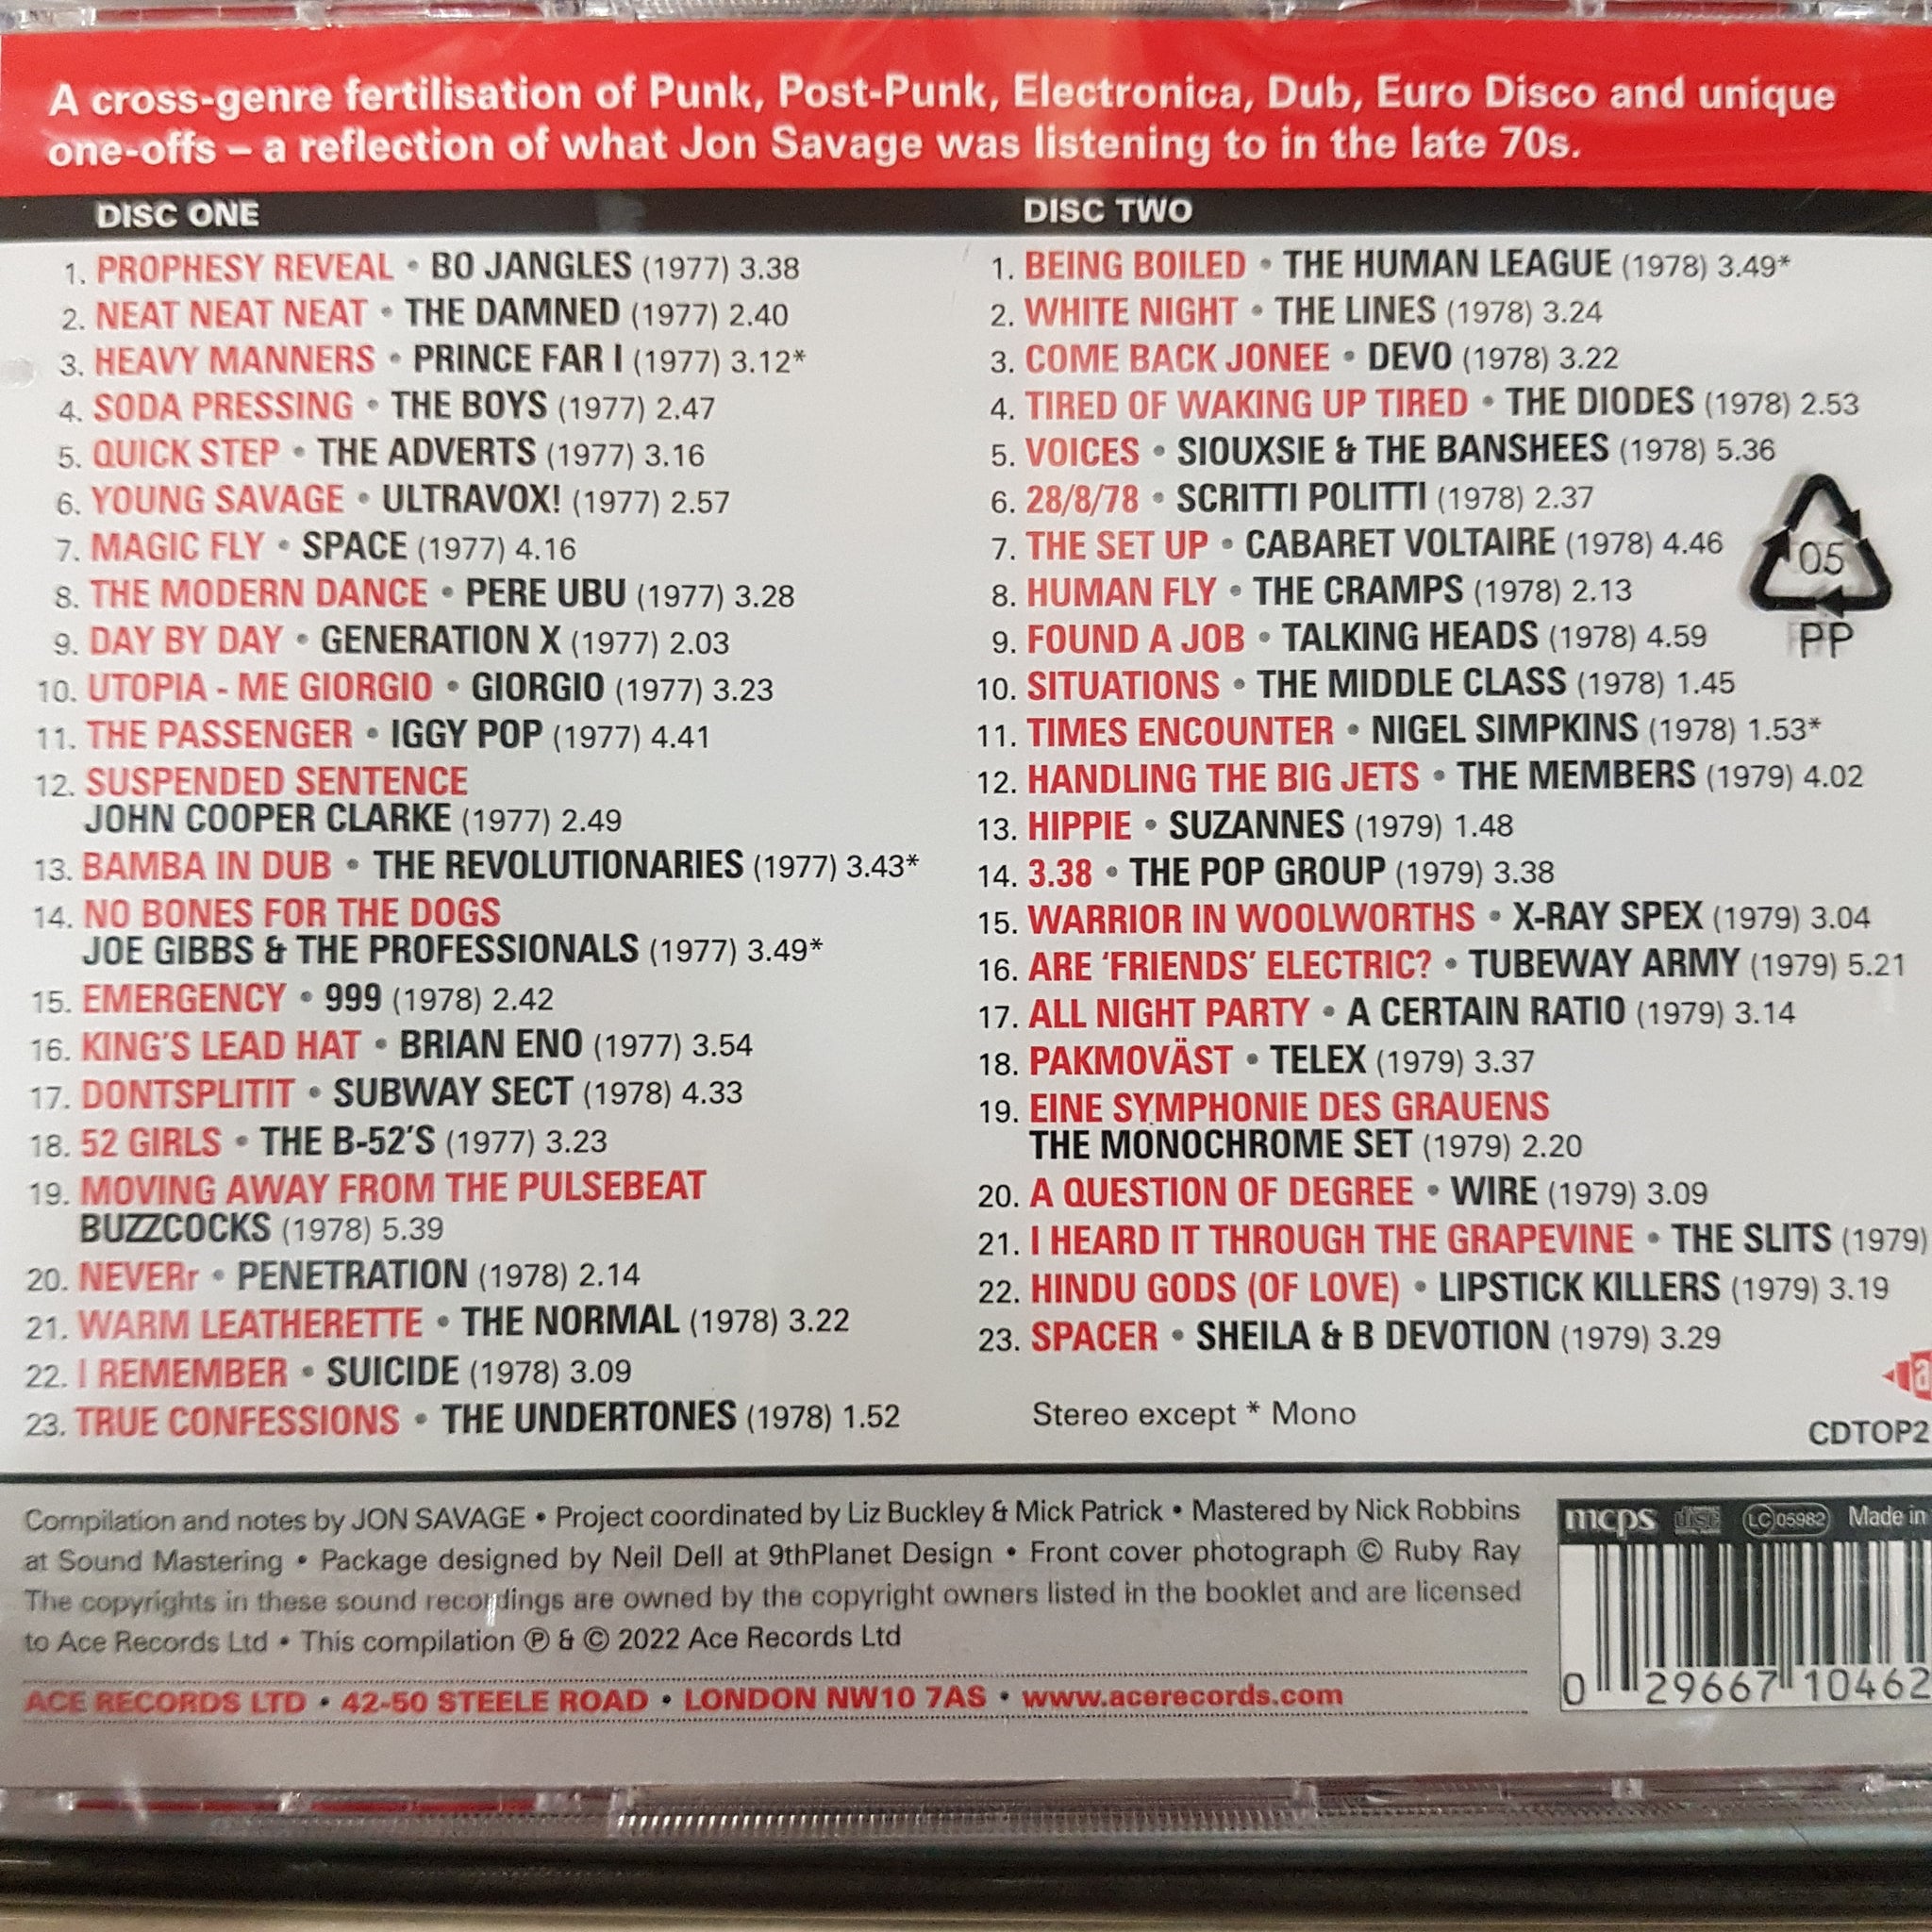 A cross-genre fertilisation of Punk, Post-Punk, Electronica, Dub, Euro Disco and unique
one-offs – a reflection of what Jon Savage was listening to in the late 70s.
DISC ONE
1. PROPHESY REVEAL • BO JANGLES (1977) 3.38
2. NEAT NEAT NEAT • THE DAMNED (1977) 2.40
3. HEAVY MANNERS • PRINCE FAR I (1977) 3.12*
4. SODA PRESSING • THE BOYS (1977) 2.47
5. QUICK STEP • THE ADVERTS (1977) 3.16
6. YOUNG SAVAGE • ULTRAVOX! (1977) 2.57
7. MAGIC FLY • SPACE (1977) 4.16
8. THE MODERN DANCE • PERE UBU (1977) 3.28
9. DAY BY DAY • GENERATION X (1977) 2.03
10. UTOPIA - ME GIORGIO • GIORGIO (1977) 3.23
11. THE PASSENGER • IGGY POP (1977) 4.41
12. SUSPENDED SENTENCE
JOHN COOPER CLARKE (1977) 2.49
13. BAMBA IN DUB • THE REVOLUTIONARIES (1977) 3.43*
14. NO BONES FOR THE DOGS
JOE GIBBS & THE PROFESSIONALS (1977) 3.49*
15. EMERGENCY • 999 (1978) 2.42
16. KING'S LEAD HAT • BRIAN ENO (1977) 3.54
17. DONTSPLITIT • SUBWAY SECT (1978) 4.33
18. 52 GIRLS • THE B-52'S (1977) 3.23
19. MOVING AWAY FROM THE PULSEBEAT
BUZZCOCKS (1978) 5.39
20. NEVERr • PENETRATION (1978) 2.14
21. WARM LEATHERETTE • THE NORMAL (1978) 3.22
22. I REMEMBER • SUICIDE (1978) 3.09
23. TRUE CONFESSIONS • THE UNDERTONES (1978) 1.52
DISC TWO
1. BEING BOILED • THE HUMAN LEAGUE (1978) 3.49*
2. WHITE NIGHT • THE LINES (1978) 3.24
3. COME BACK JONEE • DEVO (1978) 3.22
4. TIRED OF WAKING UP TIRED • THE DIODES (1978) 2.53
5. VOICES • SIOUXSIE & THE BANSHEES (1978) 5.36
6. 28/8/78 • SCRITTI POLITTI (1978) 2.37
7. THE SET UP • CABARET VOLTAIRE (1978) 4.46
8. HUMAN FLY • THE CRAMPS (1978) 2.13
9. FOUND A JOB • TALKING HEADS (1978) 4.59
10. SITUATIONS • THE MIDDLE CLASS (1978) 1.45
11. TIMES ENCOUNTER • NIGEL SIMPKINS (1978) 1.53*
12. HANDLING THE BIG JETS • THE MEMBERS (1979) 4.02
13. HIPPIE • SUZANNES (1979) 1.48
14. 3.38 • THE POP GROUP (1979) 3.38
15. WARRIOR IN WOOLWORTHS • X-RAY SPEX (1979) 3.04
16. ARE 'FRIENDS' ELECTRIC? • TUBEWAY ARMY (1979) 5.21
17. ALL NIGHT PARTY • A CERTAIN RATIO (1979) 3.14
18. PAKMOVÄST • TELEX (1979) 3.37
19. EINE SYMPHONIE DES GRAUENS
THE MONOCHROME SET (1979) 2.20
20. A QUESTION OF DEGREE • WIRE (1979) 3.09
21. I HEARD IT THROUGH THE GRAPEVINE • THE SLITS (1979)
22. HINDU GODS (OF LOVE) • LIPSTICK KILLERS (1979) 3.19
23. SPACER • SHEILA & B DEVOTION (1979) 3.29
Stereo except * Mono
05
PP
a
CDTOP2
Compilation and notes by JON SAVAGE • Project coordinated by Liz Buckley & Mick Patrick • Mastered by Nick Robbins
at Sound Mastering • Package designed by Neil Dell at 9thPlanet Design • Front cover photograph © Ruby Ray
The copyrights in these sound recordings are owned by the copyright owners listed in the booklet and are licensed
to Ace Records Ltd • This compilation ℗ & © 2022 Ace Records Ltd
ACE RECORDS LTD • 42-50 STEELE ROAD • LONDON NW10 7AS • www.acerecords.com
mcps disc LC 05982 Made in
0 29667 10462